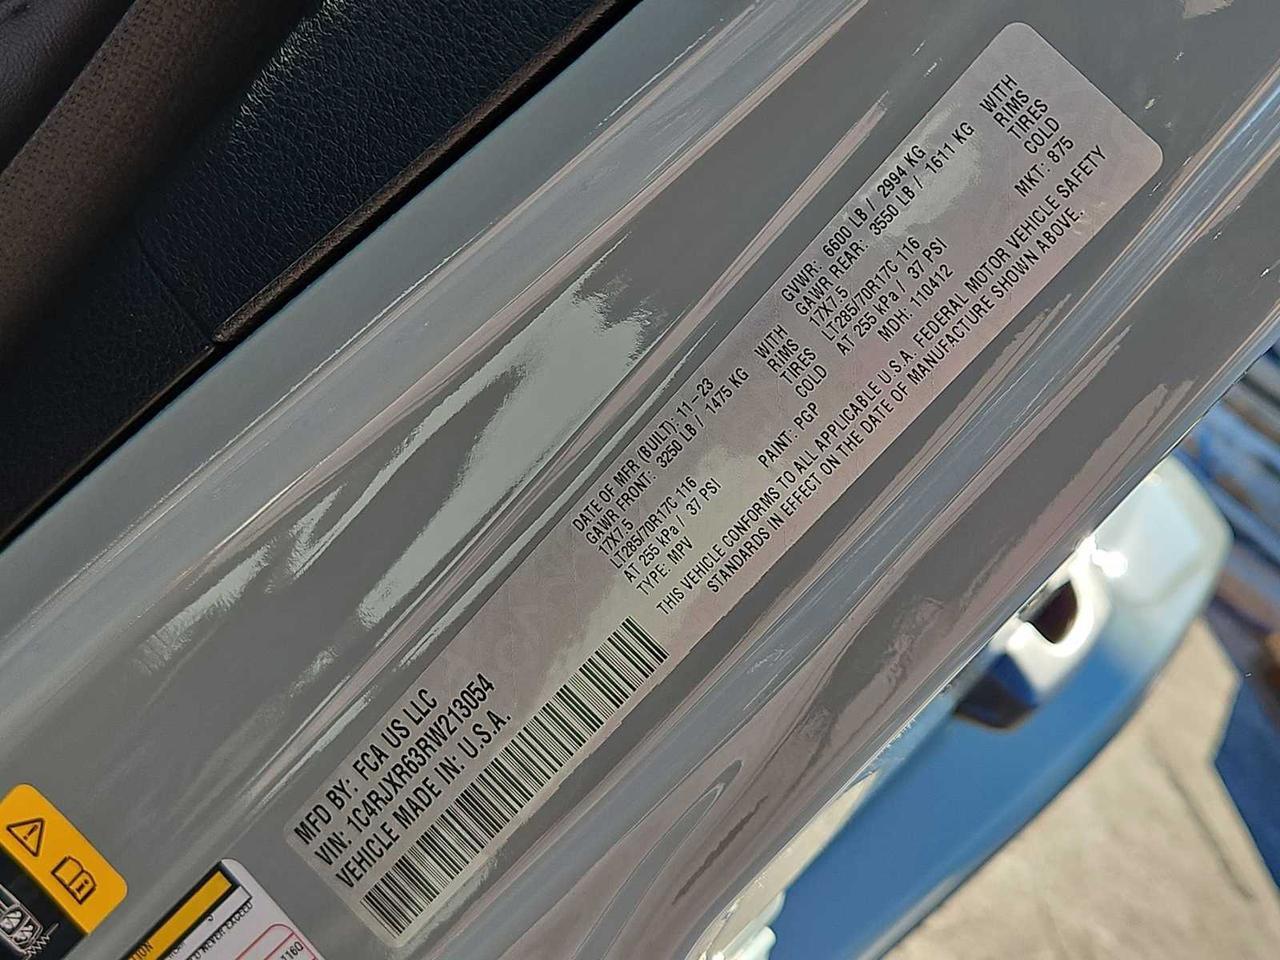 MFD BY: FCA US LLC
VIN: 1C4RJXR63RW213054
VEHICLE MADE IN: U.S.A.
DATE OF MFR (BUILT): 11-23
GAWR FRONT: 3250 LB / 1475 KG WITH
17X7.5 RIMS
LT285/70R17C 116 TIRES
AT 255 kPa / 37 PSI COLD
TYPE: MPV PAINT: PGP
GVWR: 6600 LB / 2994 KG
GAWR REAR: 3550 LB / 1611 KG WITH
17X7.5 RIMS
LT285/70R17C 116 TIRES
AT 255 kPa / 37 PSI COLD
MDH: 110412 MKT: 875
THIS VEHICLE CONFORMS TO ALL APPLICABLE U.S.A. FEDERAL MOTOR VEHICLE SAFETY
STANDARDS IN EFFECT ON THE DATE OF MANUFACTURE SHOWN ABOVE.
NEVER EXCEED